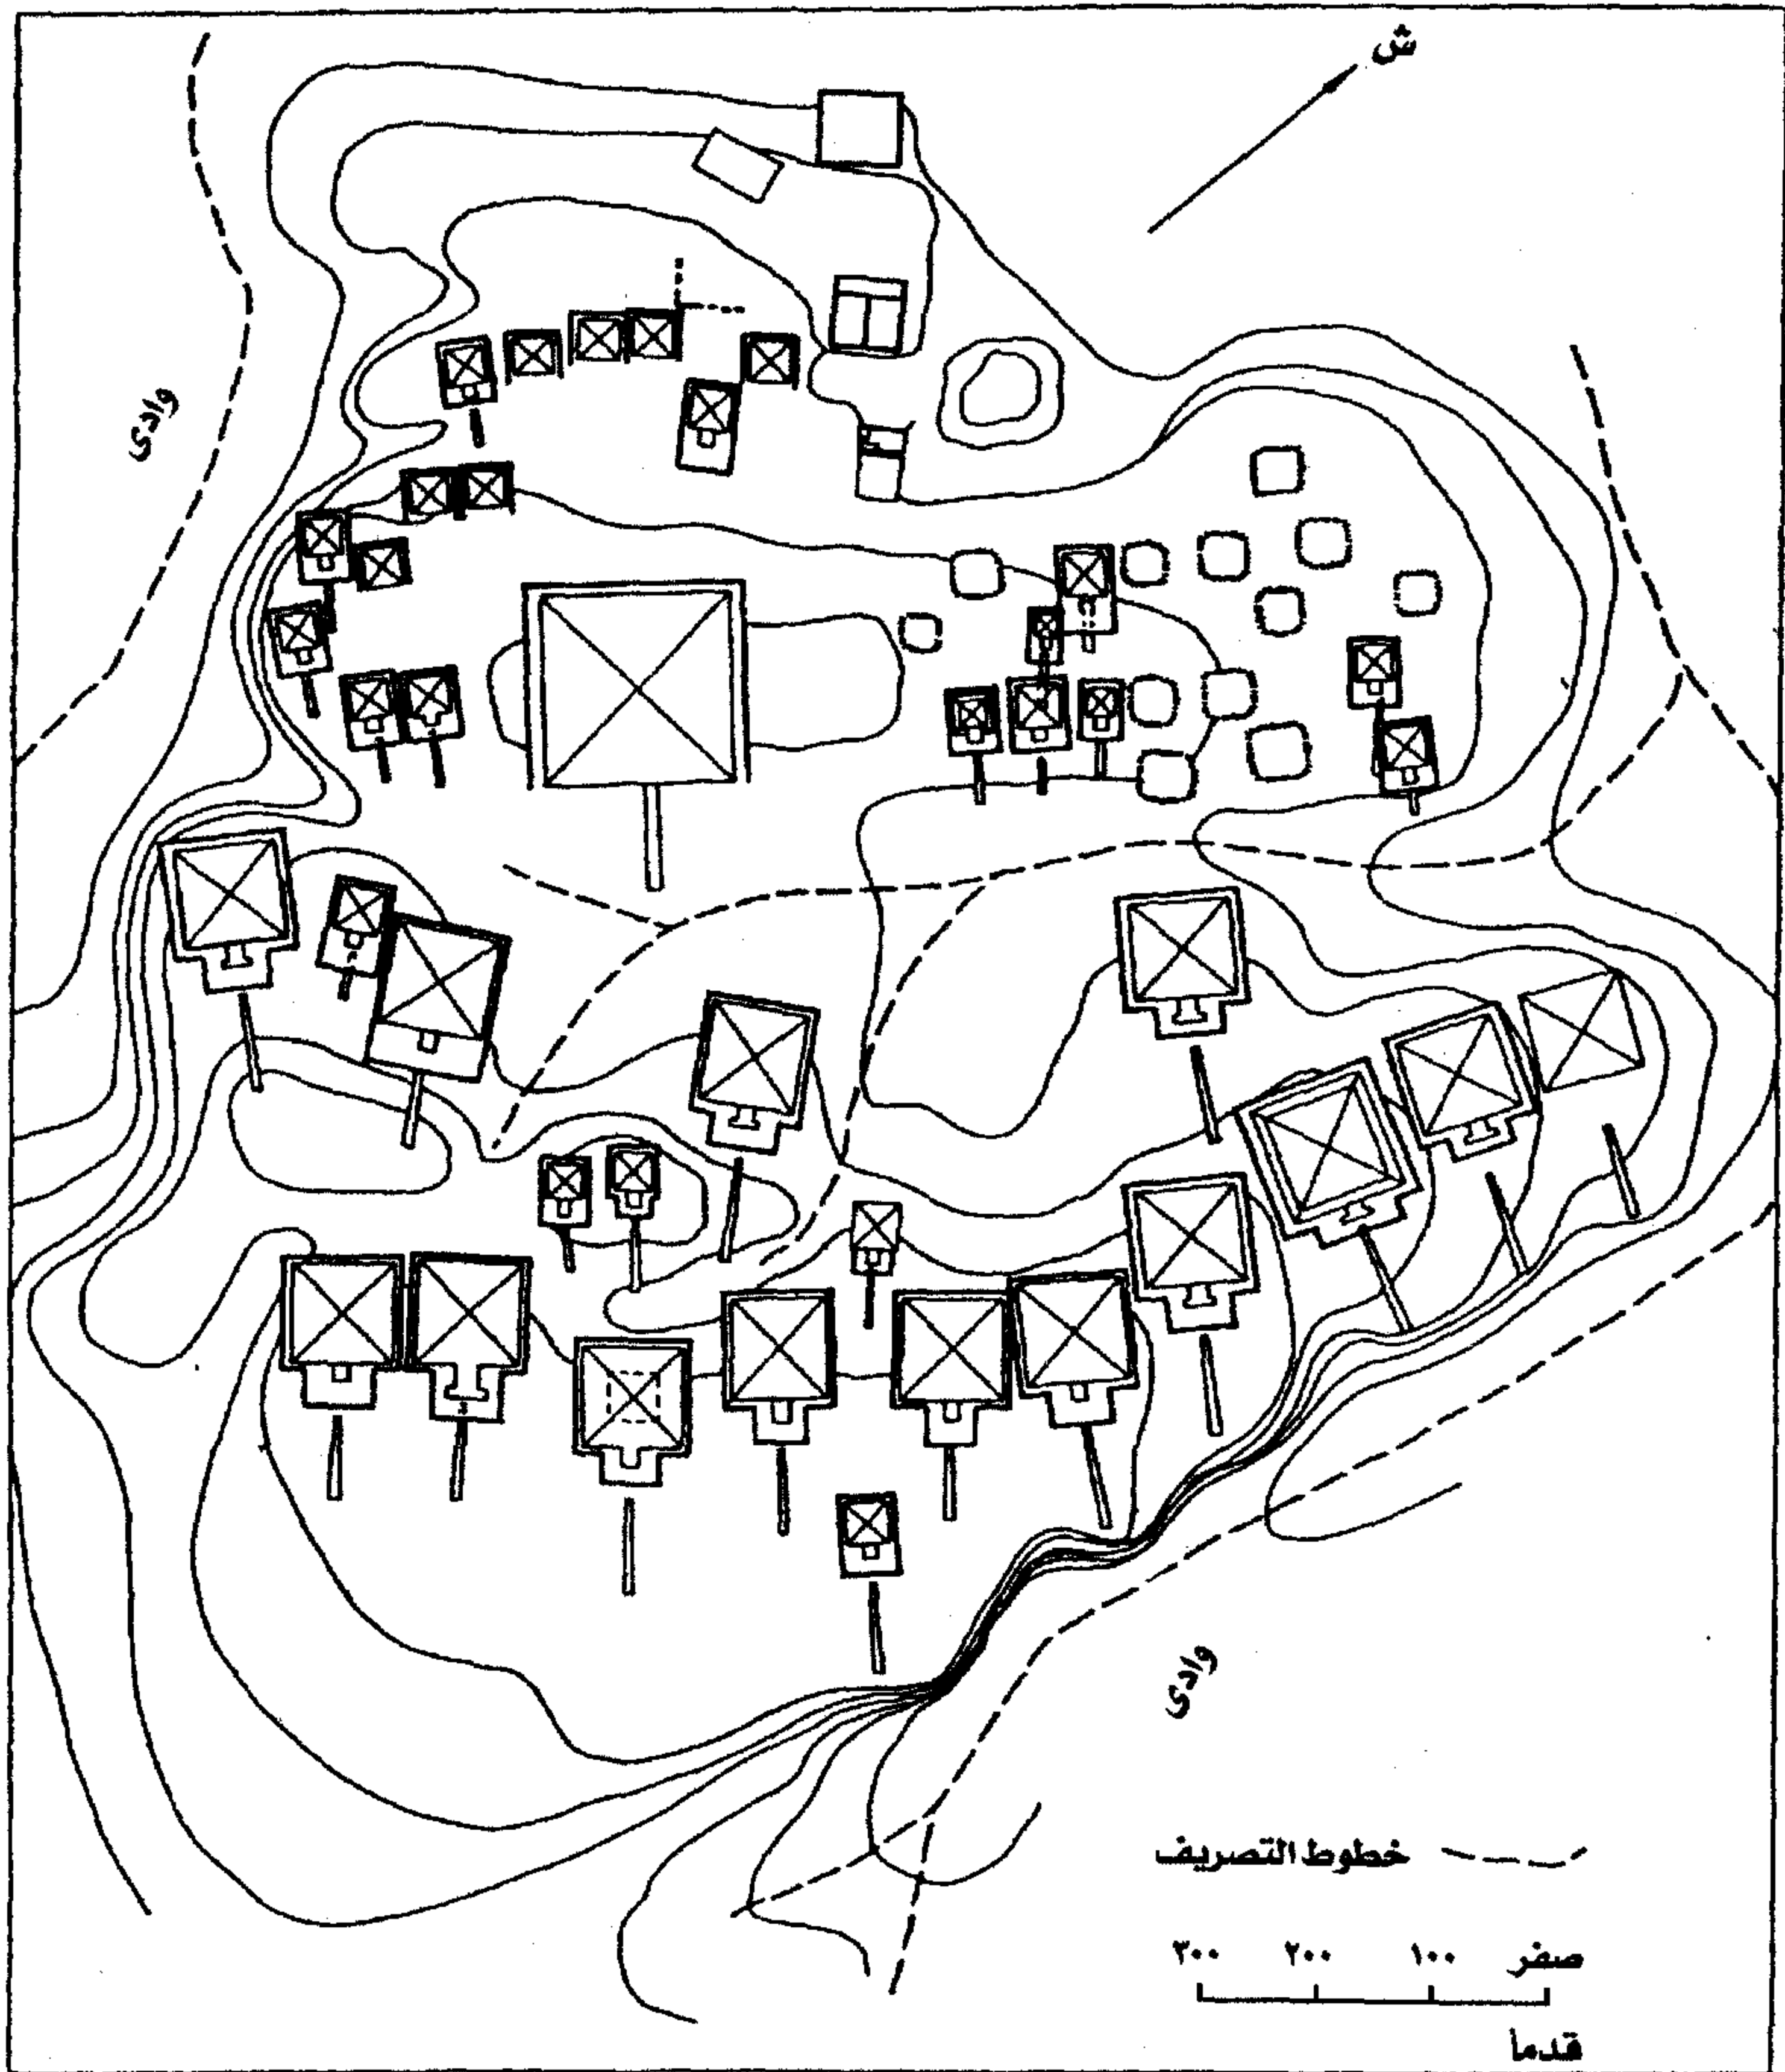 ش
وادى
وادى
خطوط التصريف
٣٠٠ ٢٠٠ ١٠٠ صفر
قدما